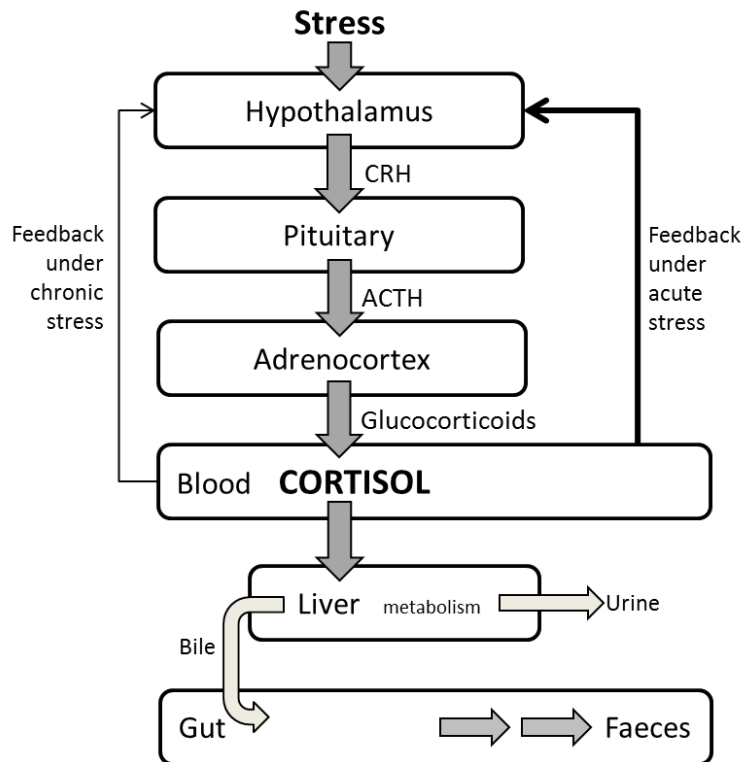 Stress
Hypothalamus
CRH
Feedback
under
chronic
stress
Pituitary
Feedback
under
acute
stress
ACTH
Adrenocortex
Glucocorticoids
Blood CORTISOL
Liver metabolism
Urine
Bile
Gut
Faeces